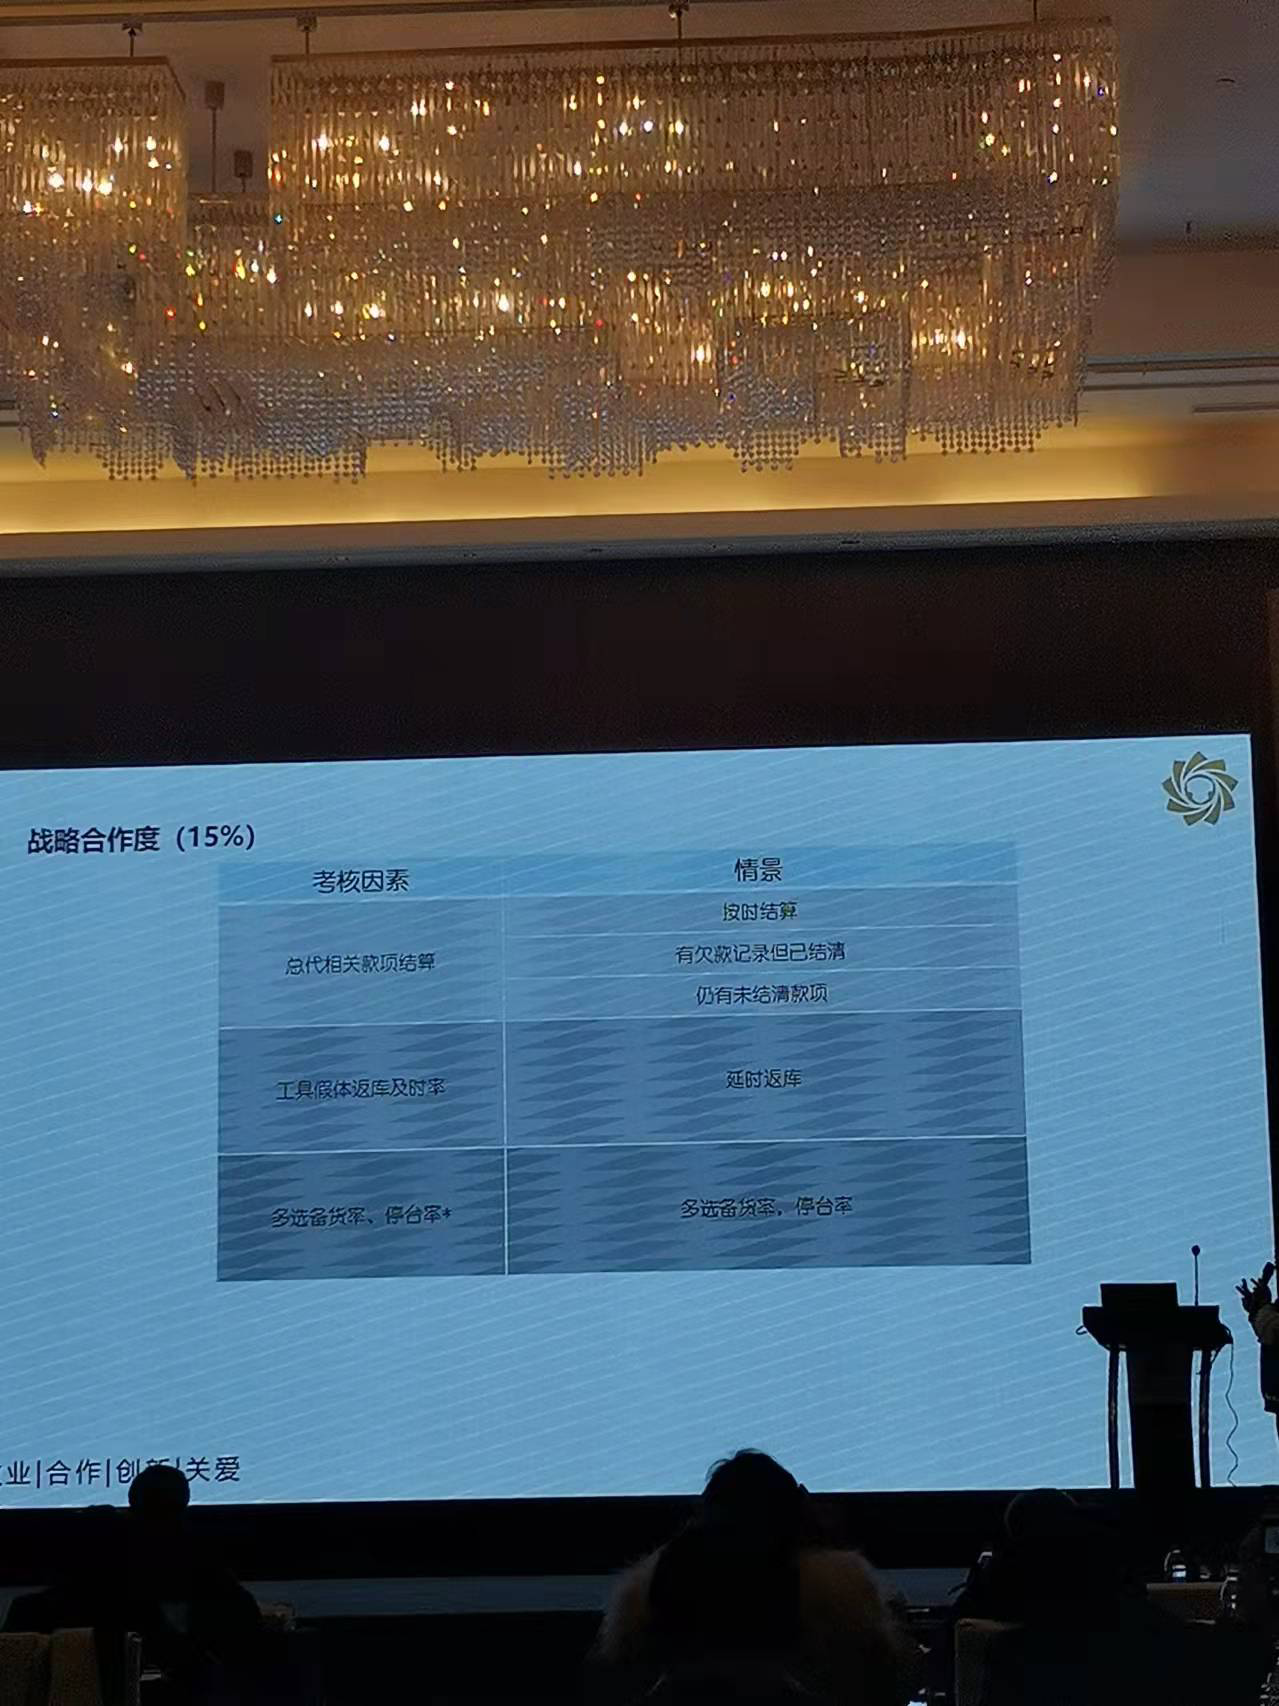 战略合作度（15%）
考核因素 情景
总代相关款项结算
按时结算
有欠款记录但已结清
仍有未结清款项
工具假体返库及时率 延时返库
多选备货率、停台率* 多选备货率，停台率
业|合作|创新|关爱